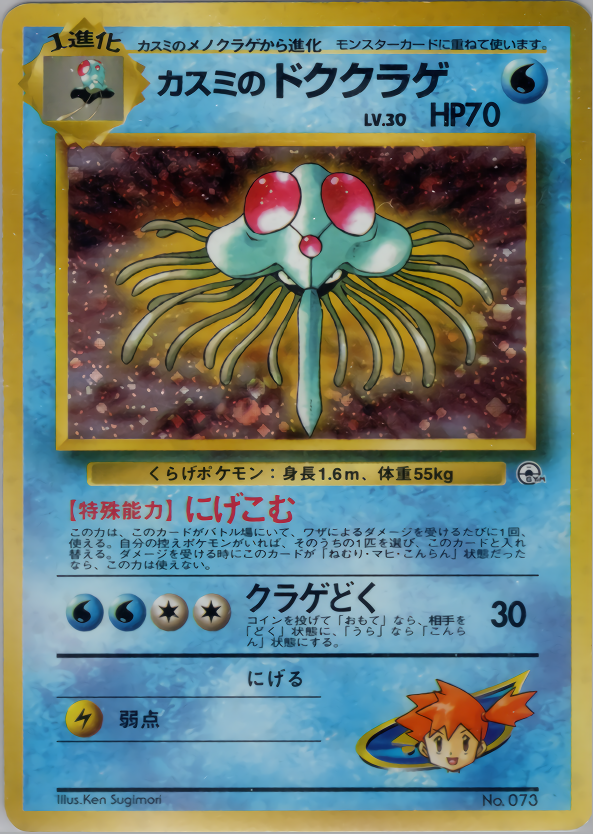 1進化
カスミのメノクラゲから進化 モンスターカードに重ねて使います。
カスミのドククラゲ
LV.30 HP70
くらげポケモン：身長1.6m、体重55kg
GYM
【特殊能力】にげこむ
この力は、このカードがバトル場にいて、ワザによるダメージを受けるたびに1回、
使える。自分の控えポケモンがいれば、そのうちの1匹を選び、このカードと入れ
替える。ダメージを受ける時にこのカードが「ねむり・マヒ・こんらん」状態だった
なら、この力は使えない。
クラゲどく 30
コインを投げて「おもて」なら、相手を
「どく」状態に、「うら」なら「こんら
ん」状態にする。
にげる
弱点
Illus.Ken Sugimori No. 073